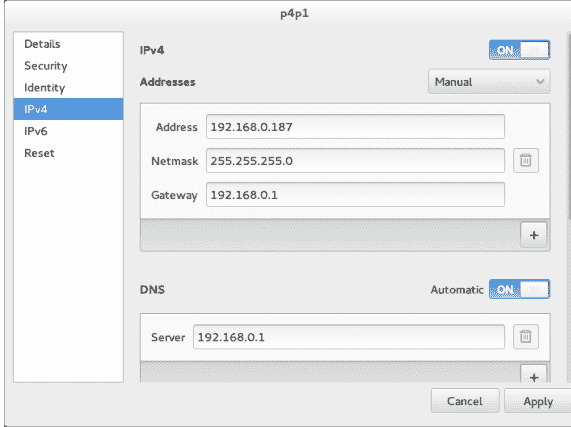 p4p1
Details
Security
Identity
IPv4
IPv6
Reset
IPv4 ON
Addresses Manual
Address 192.168.0.187
Netmask 255.255.255.0
Gateway 192.168.0.1
+
DNS Automatic ON
Server 192.168.0.1
+
Cancel Apply